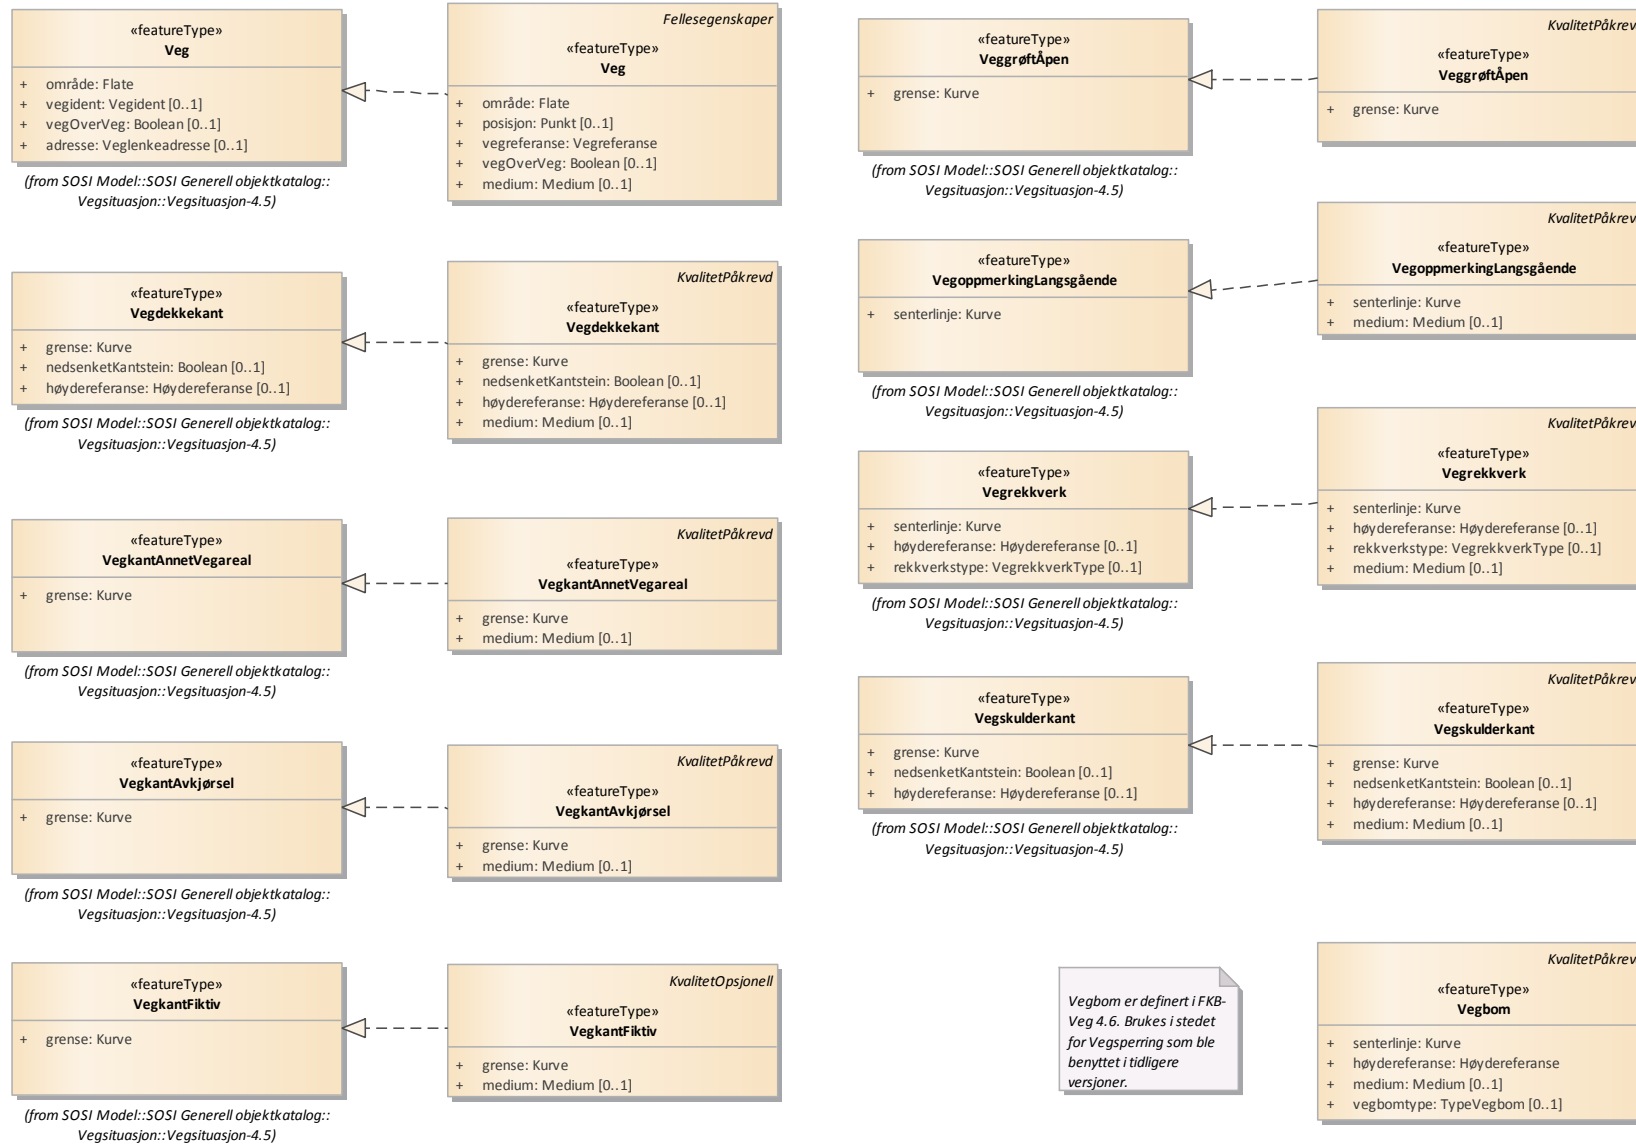 «featureType»
Veg
+ område: Flate
+ vegident: Vegident [0..1]
+ vegOverVeg: Boolean [0..1]
+ adresse: Veglenkeadresse [0..1]
(from SOSI Model::SOSI Generell objektkatalog::
Vegsituasjon::Vegsituasjon-4.5)
Fellesegenskaper
«featureType»
Veg
+ område: Flate
+ posisjon: Punkt [0..1]
+ vegreferanse: Vegreferanse
+ vegOverVeg: Boolean [0..1]
+ medium: Medium [0..1]
«featureType»
Vegdekkekant
+ grense: Kurve
+ nedsenketKantstein: Boolean [0..1]
+ høydereferanse: Høydereferanse [0..1]
(from SOSI Model::SOSI Generell objektkatalog::
Vegsituasjon::Vegsituasjon-4.5)
KvalitetPåkrevd
«featureType»
Vegdekkekant
+ grense: Kurve
+ nedsenketKantstein: Boolean [0..1]
+ høydereferanse: Høydereferanse [0..1]
+ medium: Medium [0..1]
«featureType»
VegkantAnnetVegareal
+ grense: Kurve
(from SOSI Model::SOSI Generell objektkatalog::
Vegsituasjon::Vegsituasjon-4.5)
KvalitetPåkrevd
«featureType»
VegkantAnnetVegareal
+ grense: Kurve
+ medium: Medium [0..1]
«featureType»
VegkantAvkjørsel
+ grense: Kurve
(from SOSI Model::SOSI Generell objektkatalog::
Vegsituasjon::Vegsituasjon-4.5)
KvalitetPåkrevd
«featureType»
VegkantAvkjørsel
+ grense: Kurve
+ medium: Medium [0..1]
«featureType»
VegkantFiktiv
+ grense: Kurve
(from SOSI Model::SOSI Generell objektkatalog::
Vegsituasjon::Vegsituasjon-4.5)
KvalitetOpsjonell
«featureType»
VegkantFiktiv
+ grense: Kurve
+ medium: Medium [0..1]
«featureType»
VeggrøftÅpen
+ grense: Kurve
(from SOSI Model::SOSI Generell objektkatalog::
Vegsituasjon::Vegsituasjon-4.5)
KvalitetPåkrev
«featureType»
VeggrøftÅpen
+ grense: Kurve
«featureType»
VegoppmerkingLangsgående
+ senterlinje: Kurve
(from SOSI Model::SOSI Generell objektkatalog::
Vegsituasjon::Vegsituasjon-4.5)
KvalitetPåkrev
«featureType»
VegoppmerkingLangsgående
+ senterlinje: Kurve
+ medium: Medium [0..1]
«featureType»
Vegrekkverk
+ senterlinje: Kurve
+ høydereferanse: Høydereferanse [0..1]
+ rekkverkstype: VegrekkverkType [0..1]
(from SOSI Model::SOSI Generell objektkatalog::
Vegsituasjon::Vegsituasjon-4.5)
KvalitetPåkrev
«featureType»
Vegrekkverk
+ senterlinje: Kurve
+ høydereferanse: Høydereferanse [0..1]
+ rekkverkstype: VegrekkverkType [0..1]
+ medium: Medium [0..1]
«featureType»
Vegskulderkant
+ grense: Kurve
+ nedsenketKantstein: Boolean [0..1]
+ høydereferanse: Høydereferanse [0..1]
(from SOSI Model::SOSI Generell objektkatalog::
Vegsituasjon::Vegsituasjon-4.5)
KvalitetPåkrev
«featureType»
Vegskulderkant
+ grense: Kurve
+ nedsenketKantstein: Boolean [0..1]
+ høydereferanse: Høydereferanse [0..1]
+ medium: Medium [0..1]
Vegbom er definert i FKB-
Veg 4.6. Brukes i stedet
for Vegsperring som ble
benyttet i tidligere
versjoner.
KvalitetPåkrev
«featureType»
Vegbom
+ senterlinje: Kurve
+ høydereferanse: Høydereferanse
+ medium: Medium [0..1]
+ vegbomtype: TypeVegbom [0..1]